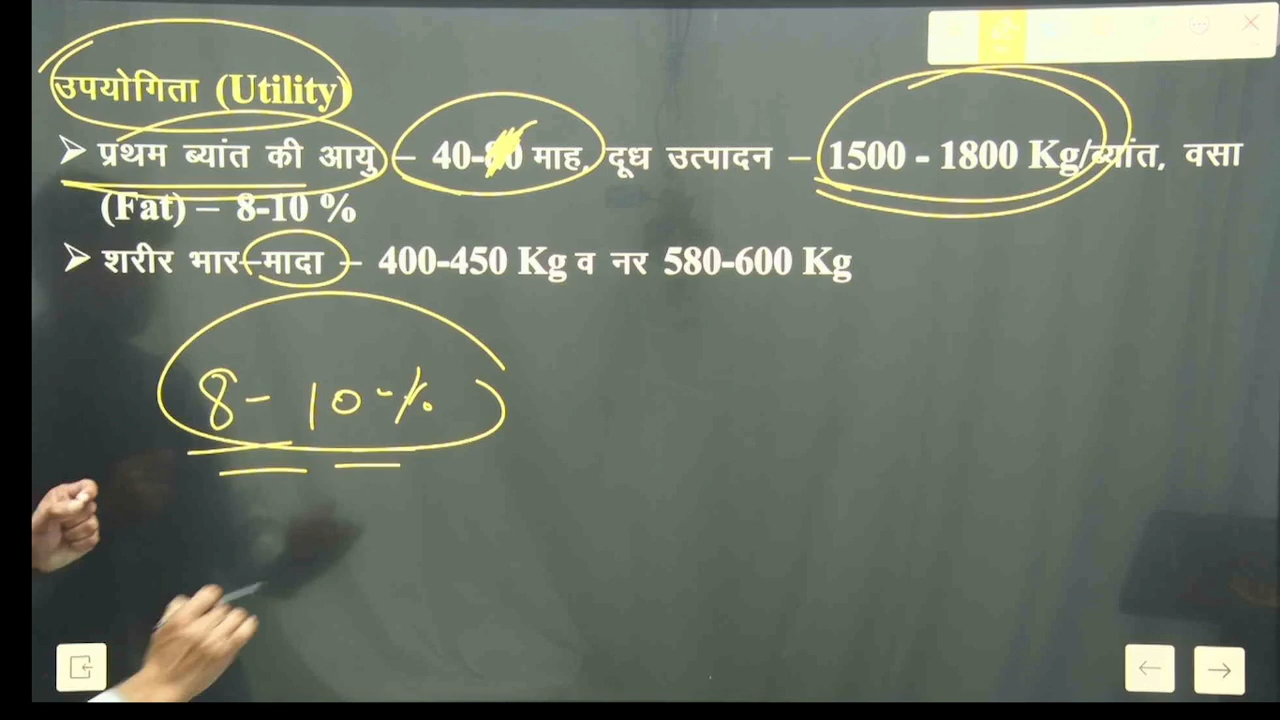 उपयोगिता (Utility)
➢ प्रथम ब्यांत की आयु – 40- माह, दूध उत्पादन – 1500 - 1800 Kg/ब्यांत, वसा
(Fat) – 8-10 %
➢ शरीर भार–मादा – 400-450 Kg व नर 580-600 Kg
8 - 10 %